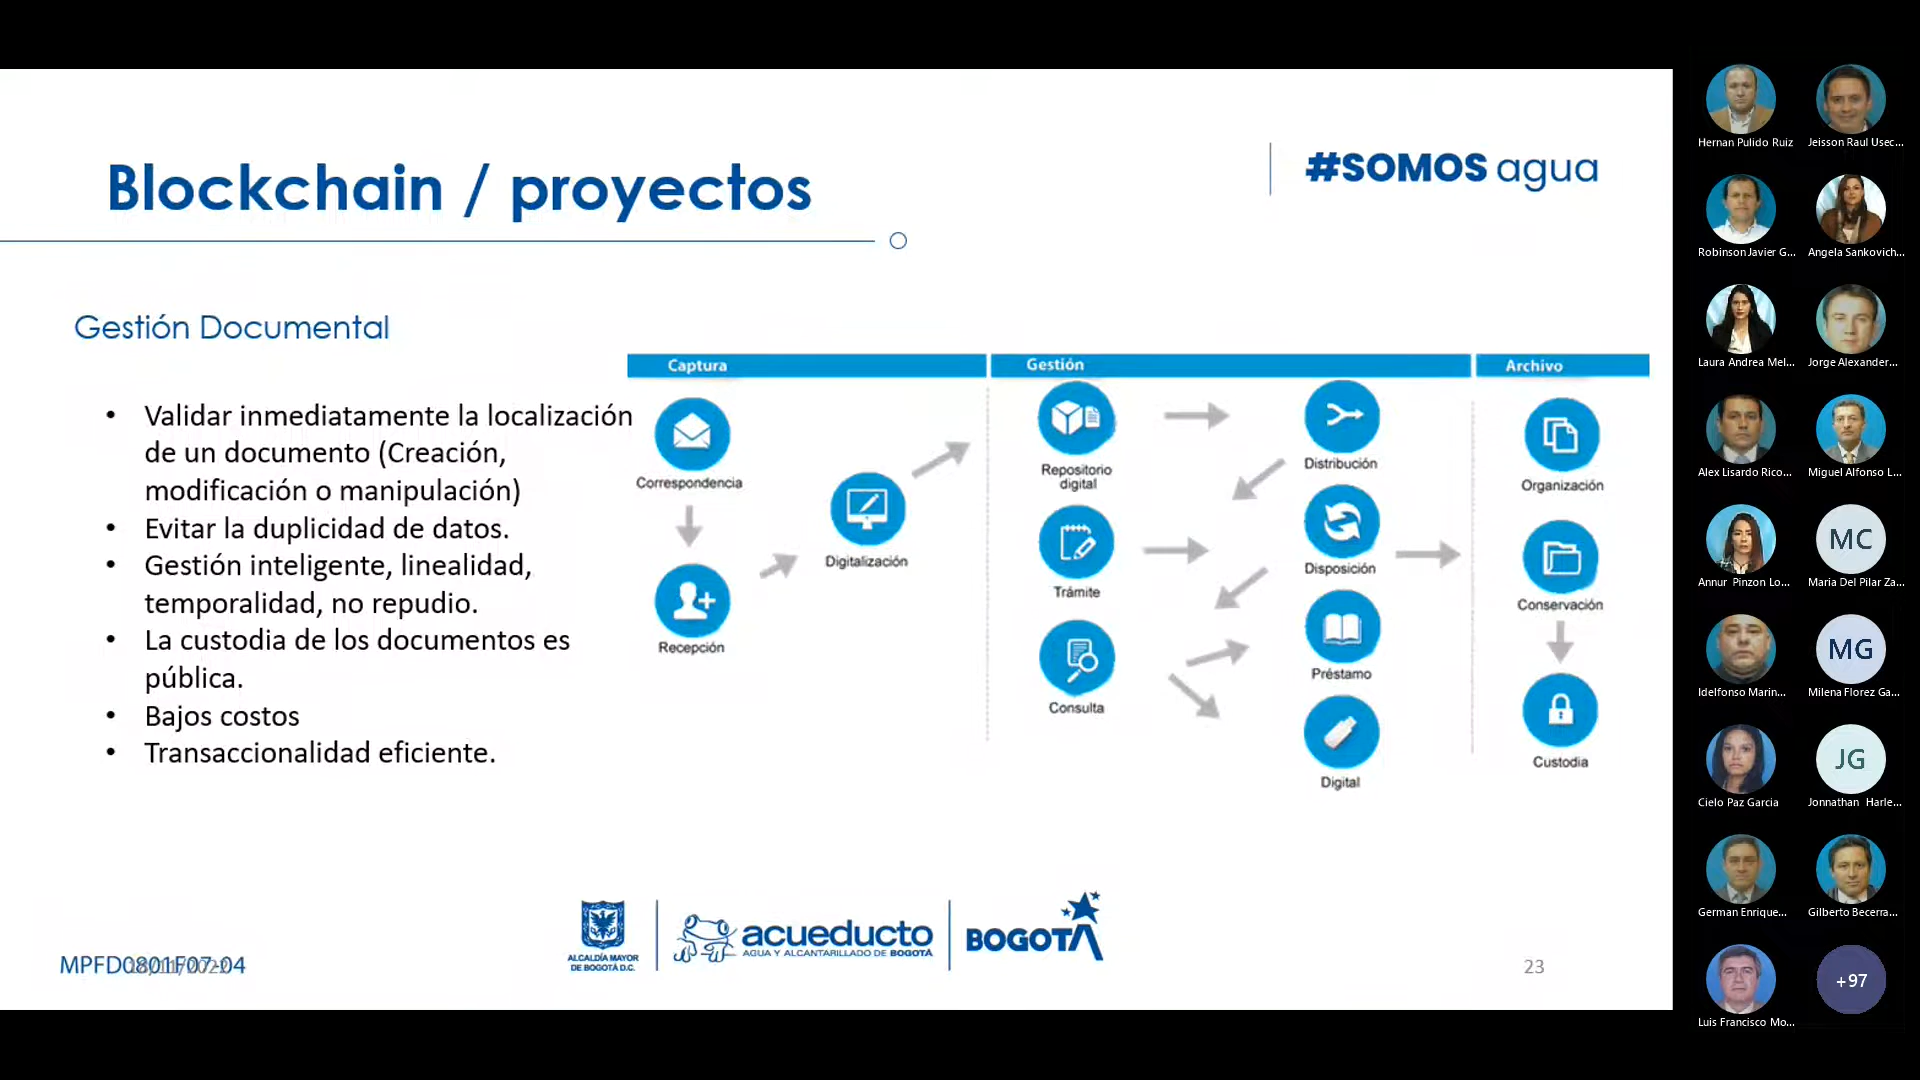 Blockchain / proyectos
#SOMOS agua
Gestión Documental
• Validar inmediatamente la localización
de un documento (Creación,
modificación o manipulación)
• Evitar la duplicidad de datos.
• Gestión inteligente, linealidad,
temporalidad, no repudio.
• La custodia de los documentos es
pública.
• Bajos costos
• Transaccionalidad eficiente.
Captura
Correspondencia
Recepción
Digitalización
Gestión
Repositorio
digital
Trámite
Consulta
Distribución
Disposición
Préstamo
Digital
Archivo
Organización
Conservación
Custodia
MPFD0801F07-04
ALCALDÍA MAYOR
DE BOGOTÁ D.C.
acueducto
AGUA Y ALCANTARILLADO DE BOGOTÁ
BOGOTÁ
23
Hernan Pulido Ruiz
Jeisson Raul Usec...
Robinson Javier G...
Angela Sankovich...
Laura Andrea Mel...
Jorge Alexander...
Alex Lisardo Rico...
Miguel Alfonso L...
Annur Pinzon Lo...
MC
Maria Del Pilar Za...
Idelfonso Marin...
MG
Milena Florez Ga...
Cielo Paz Garcia
JG
Jonnathan Harle...
German Enrique...
Gilberto Becerra...
Luis Francisco Mo...
+97